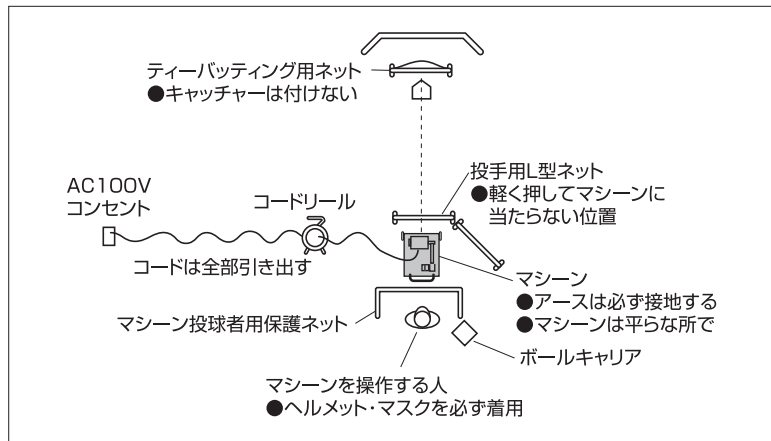 ティーバッティング用ネット
●キャッチャーは付けない
投手用L型ネット
●軽く押してマシーンに
当たらない位置
AC100V
コンセント
コードリール
コードは全部引き出す
マシーン
●アースは必ず接地する
●マシーンは平らな所で
マシーン投球者用保護ネット
ボールキャリア
マシーンを操作する人
●ヘルメット・マスクを必ず着用